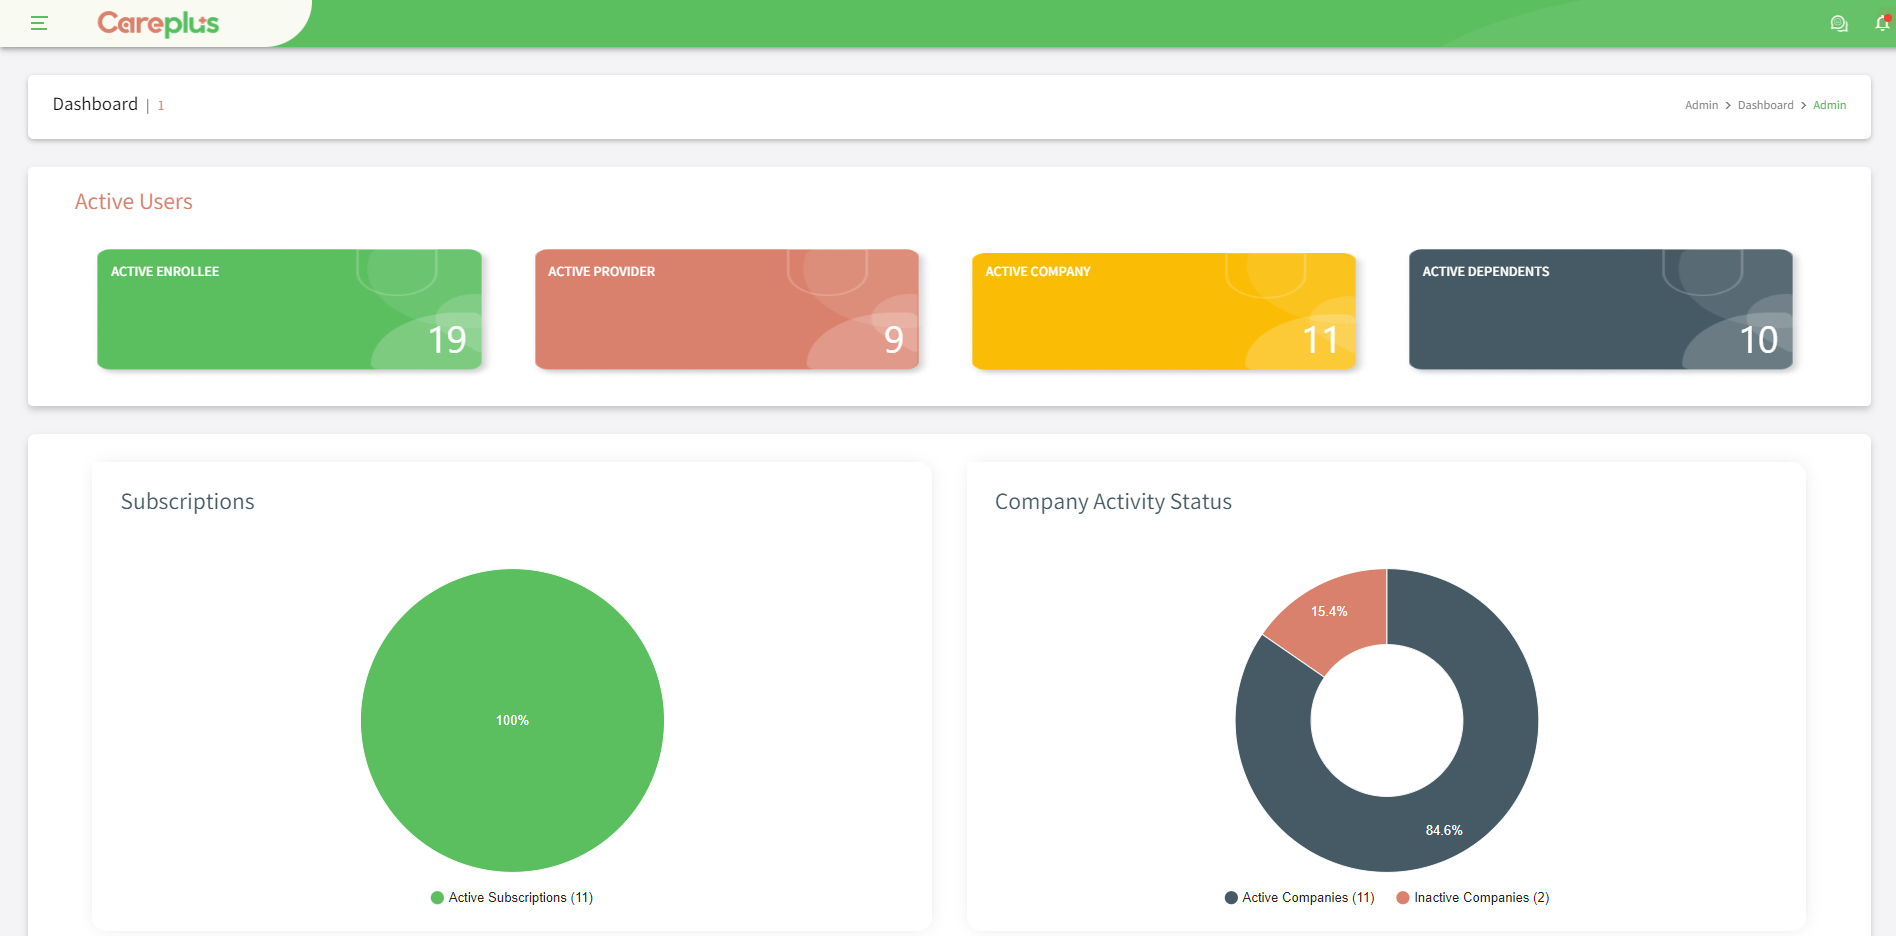 Careplus
Dashboard | 1
Admin > Dashboard > Admin
Active Users
ACTIVE ENROLLEE
19
ACTIVE PROVIDER
9
ACTIVE COMPANY
11
ACTIVE DEPENDENTS
10
Subscriptions
100%
Active Subscriptions (11)
Company Activity Status
15.4%
84.6%
Active Companies (11)
Inactive Companies (2)